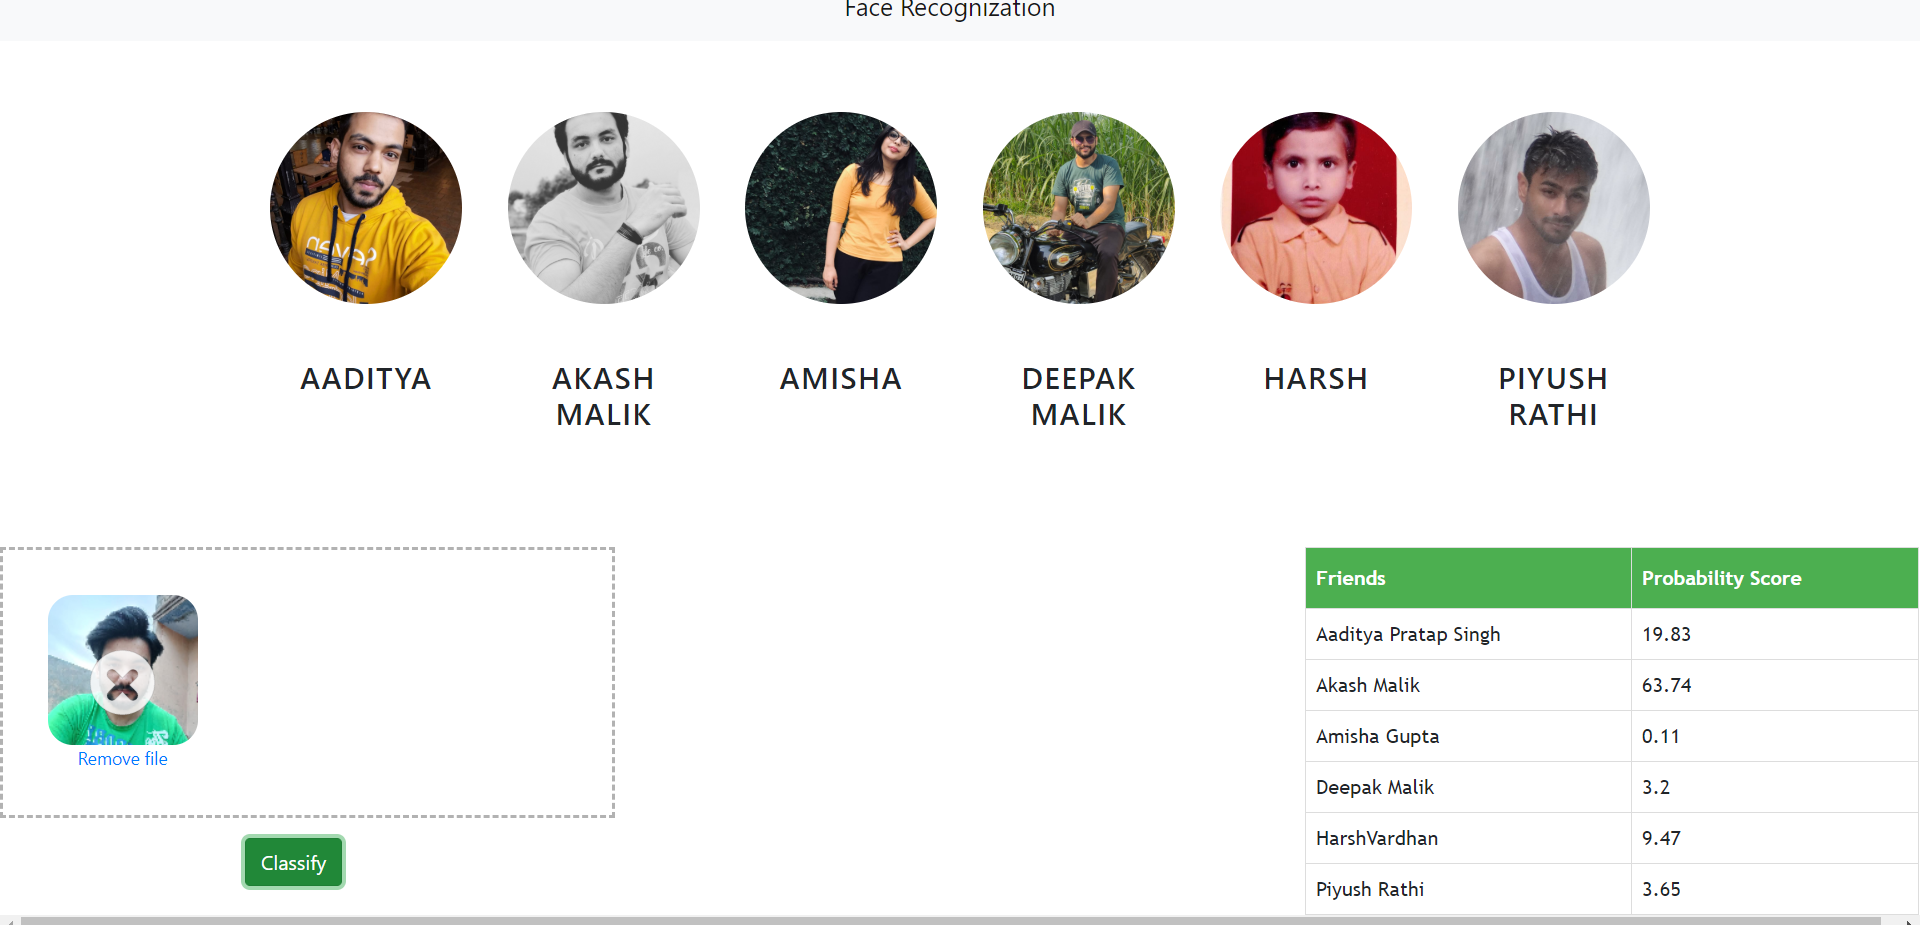 Face Recognization
AADITYA
AKASH
MALIK
AMISHA
DEEPAK
MALIK
HARSH
PIYUSH
RATHI
Remove file
Classify
Friends Probability Score
Aaditya Pratap Singh 19.83
Akash Malik 63.74
Amisha Gupta 0.11
Deepak Malik 3.2
HarshVardhan 9.47
Piyush Rathi 3.65